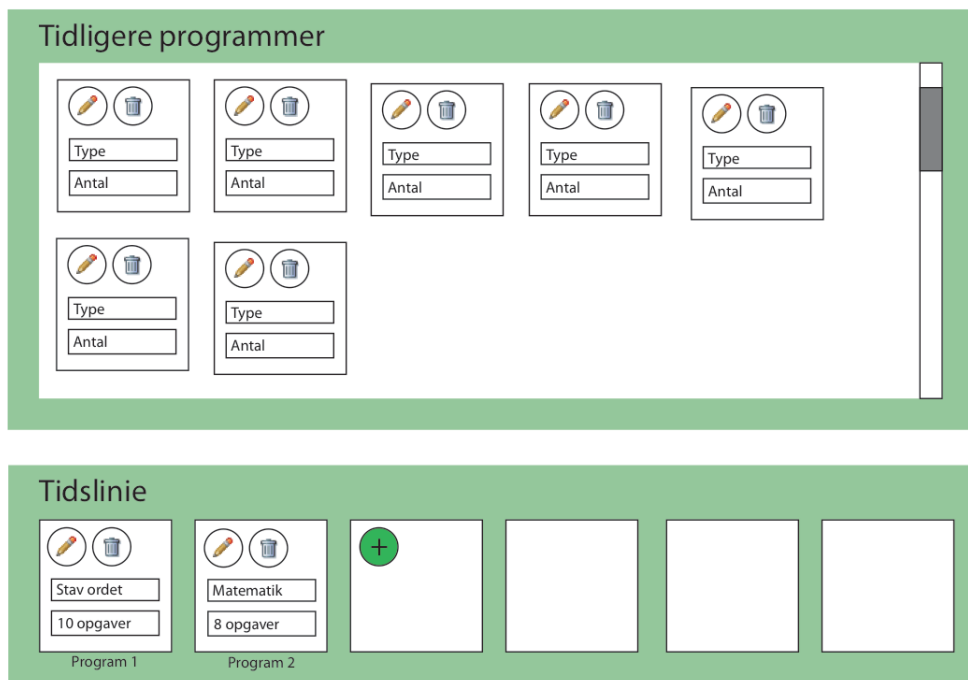 Tidligere programmer
Type
Antal
Type
Antal
Type
Antal
Type
Antal
Type
Antal
Type
Antal
Type
Antal
Tidslinie
Stav ordet
10 opgaver
Program 1
Matematik
8 opgaver
Program 2
+